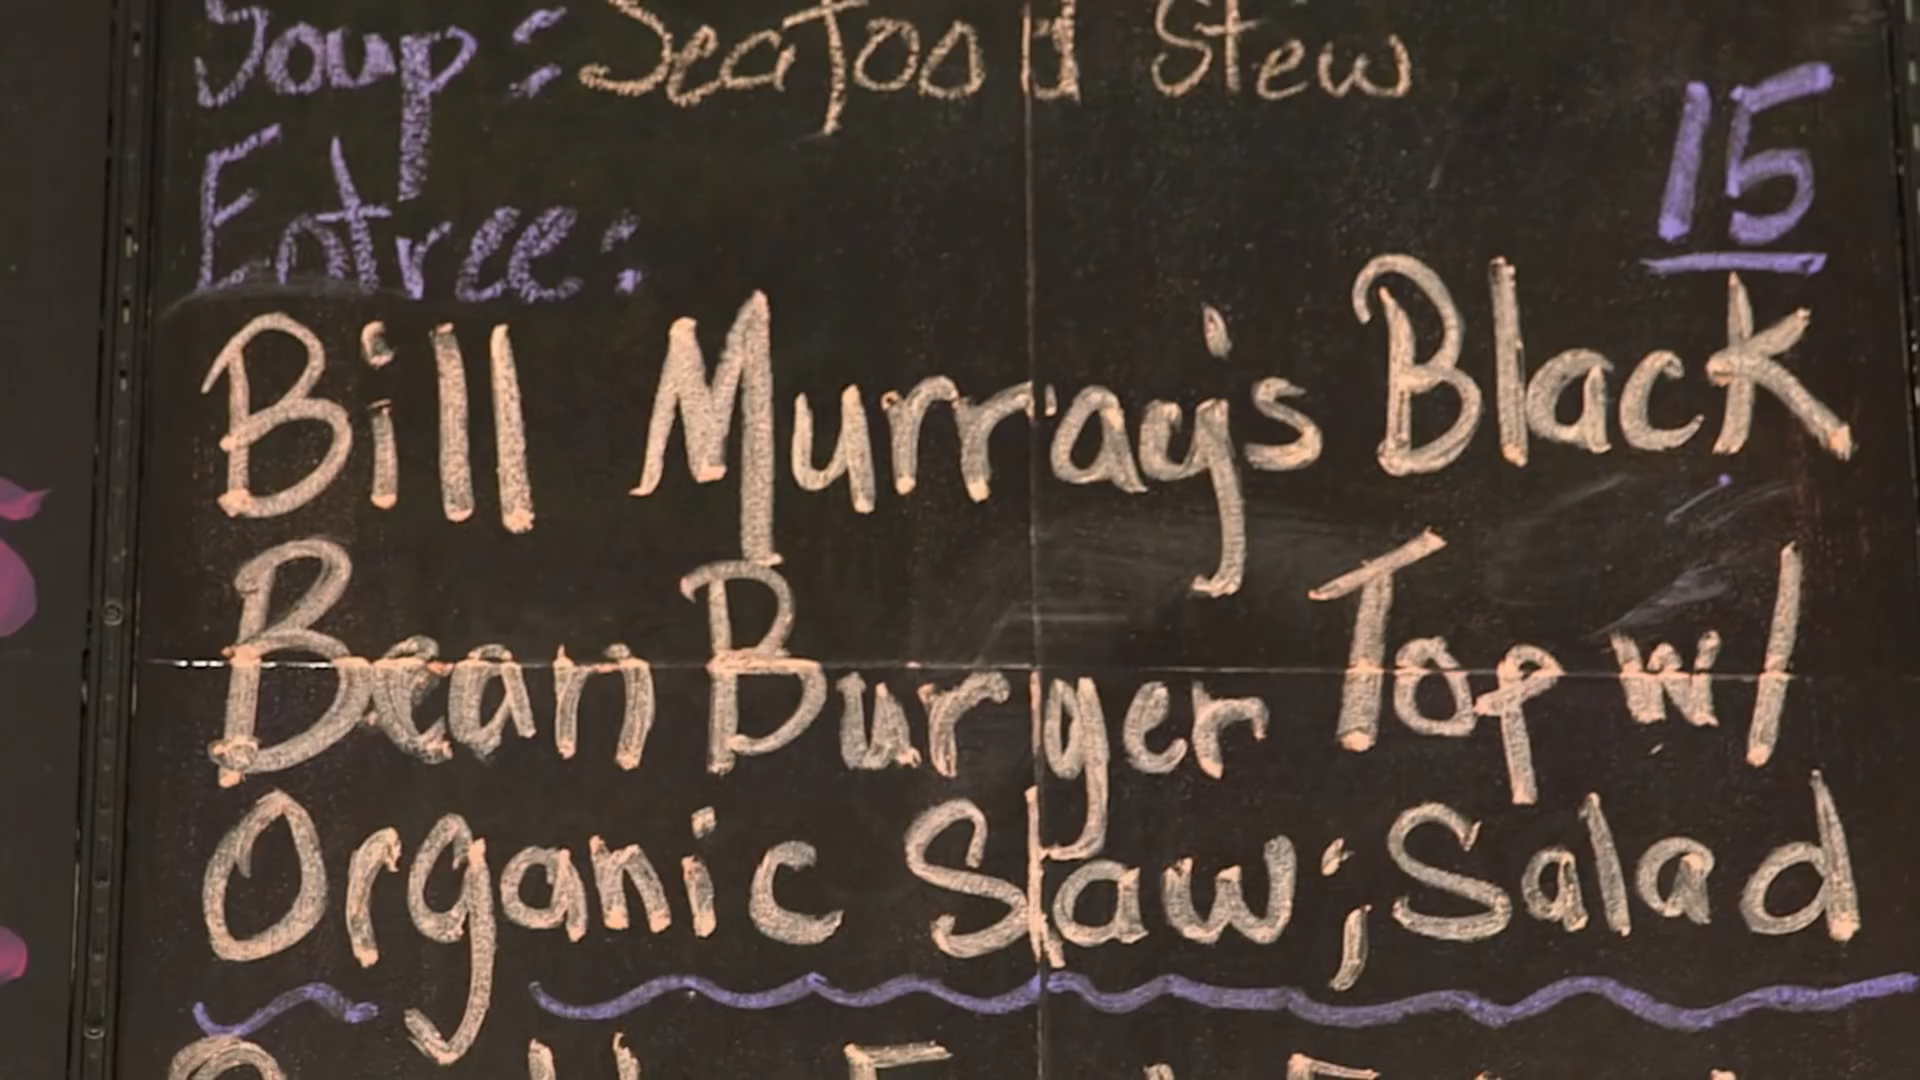 Soup: Seafood Stew
15
Entree:
Bill Murray's Black
Bean Burger Top w/
Organic Slaw; Salad